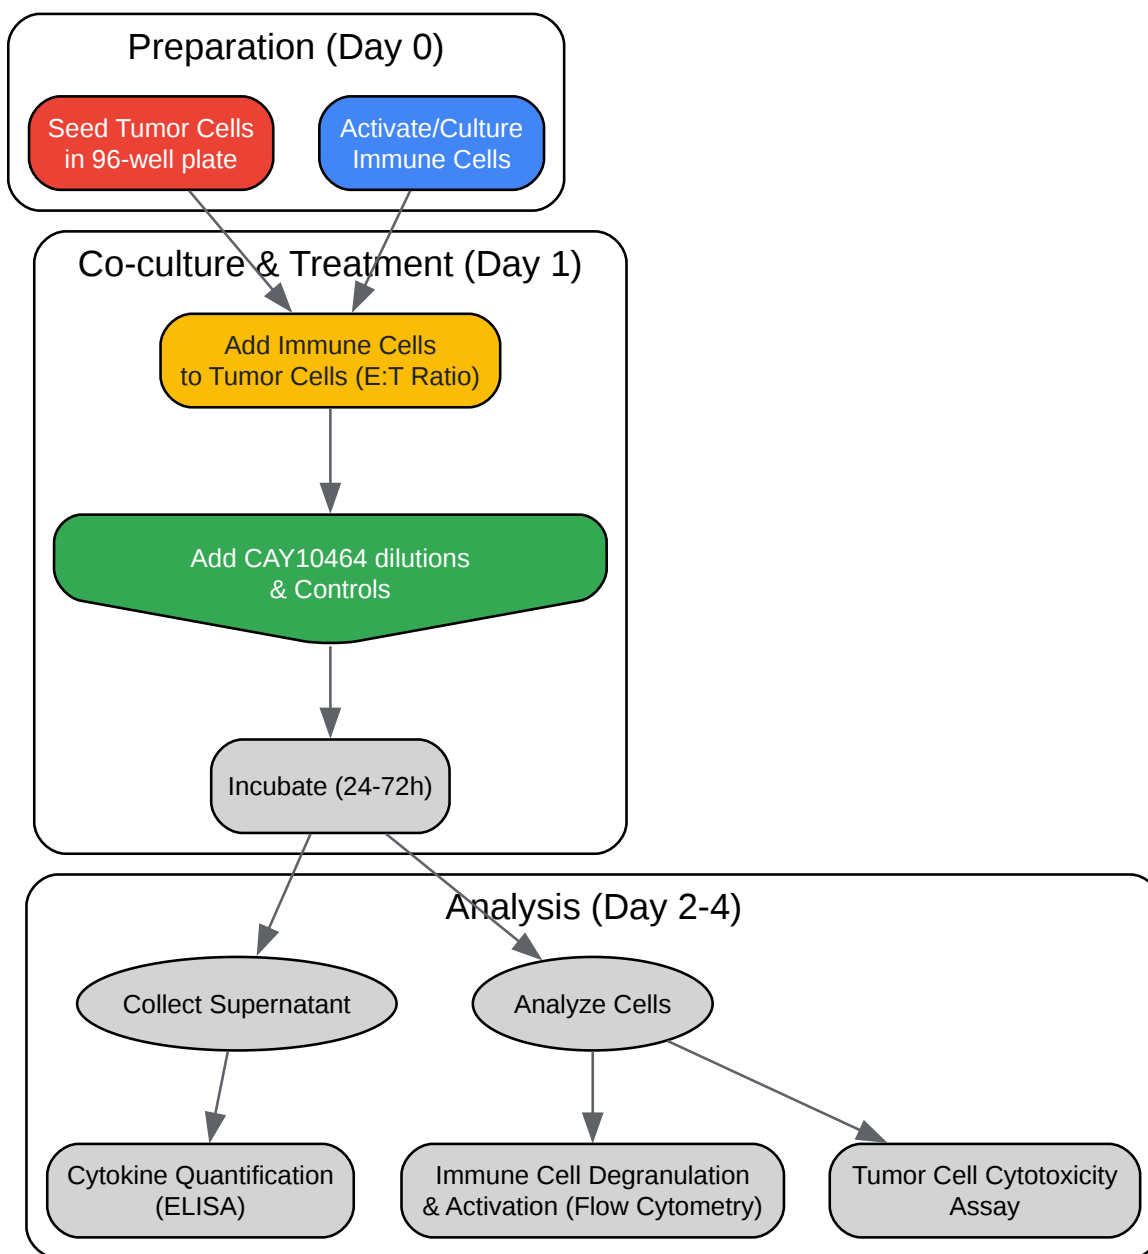 Preparation (Day 0)
Seed Tumor Cells
in 96-well plate
Activate/Culture
Immune Cells
Co-culture & Treatment (Day 1)
Add Immune Cells
to Tumor Cells (E:T Ratio)
Add CAY10464 dilutions
& Controls
Incubate (24-72h)
Analysis (Day 2-4)
Collect Supernatant
Analyze Cells
Cytokine Quantification
(ELISA)
Immune Cell Degranulation
& Activation (Flow Cytometry)
Tumor Cell Cytotoxicity
Assay